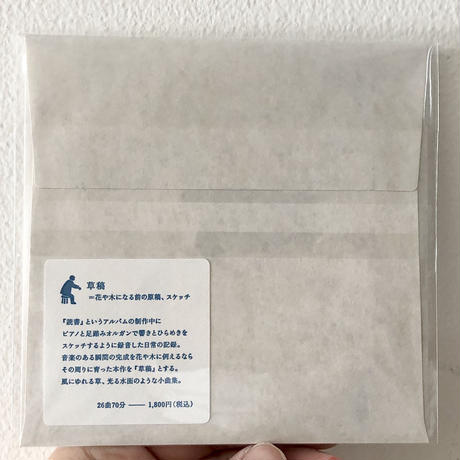 草稿
＝花や木になる前の原稿、スケッチ
『読書』というアルバムの制作中に
ピアノと足踏みオルガンで響きとひらめきを
スケッチするように録音した日常の記録。
音楽のある瞬間の完成を花や木に例えるなら
その周りに育った本作を『草稿』とする。
風にゆれる草、光る水面のような小曲集。
26曲70分 —— 1,800円（税込）